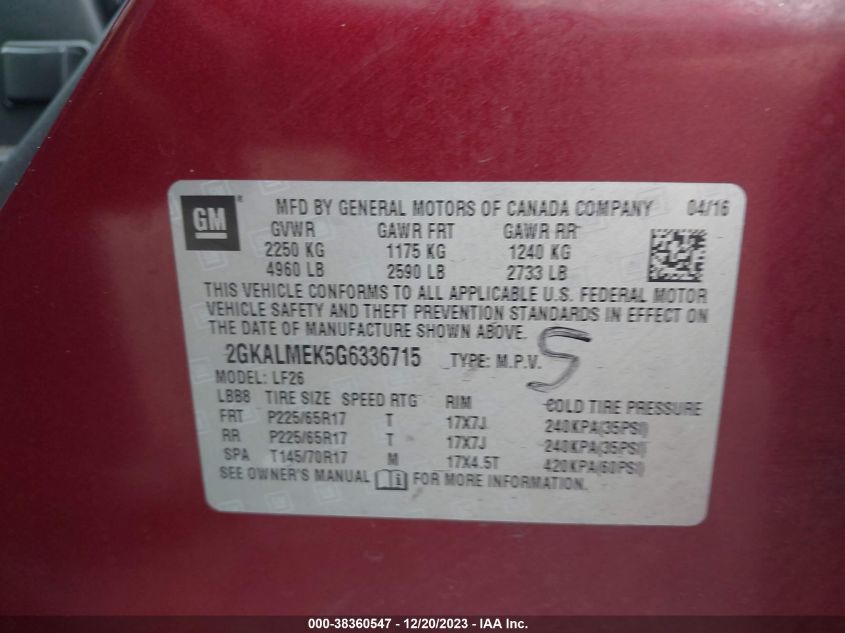 GM® MFD BY GENERAL MOTORS OF CANADA COMPANY 04/16
GVWR GAWR FRT GAWR RR
2250 KG 1175 KG 1240 KG
4960 LB 2590 LB 2733 LB
THIS VEHICLE CONFORMS TO ALL APPLICABLE U.S. FEDERAL MOTOR
VEHICLE SAFETY AND THEFT PREVENTION STANDARDS IN EFFECT ON
THE DATE OF MANUFACTURE SHOWN ABOVE.
2GKALMEK5G6336715 TYPE: M.P.V. 5
MODEL: LF26
LBB8 TIRE SIZE SPEED RTG RIM COLD TIRE PRESSURE
FRT P225/65R17 T 17X7J 240KPA(35PSI)
RR P225/65R17 T 17X7J 240KPA(35PSI)
SPA T145/70R17 M 17X4.5T 420KPA(60PSI)
SEE OWNER'S MANUAL i FOR MORE INFORMATION.
000-38360547 - 12/20/2023 - IAA Inc.